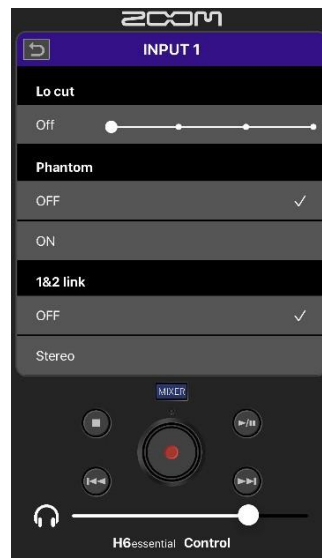 ZOOM
INPUT 1
Lo cut
Off
Phantom
OFF
ON
1&2 link
OFF
Stereo
MIXER
H6essential Control